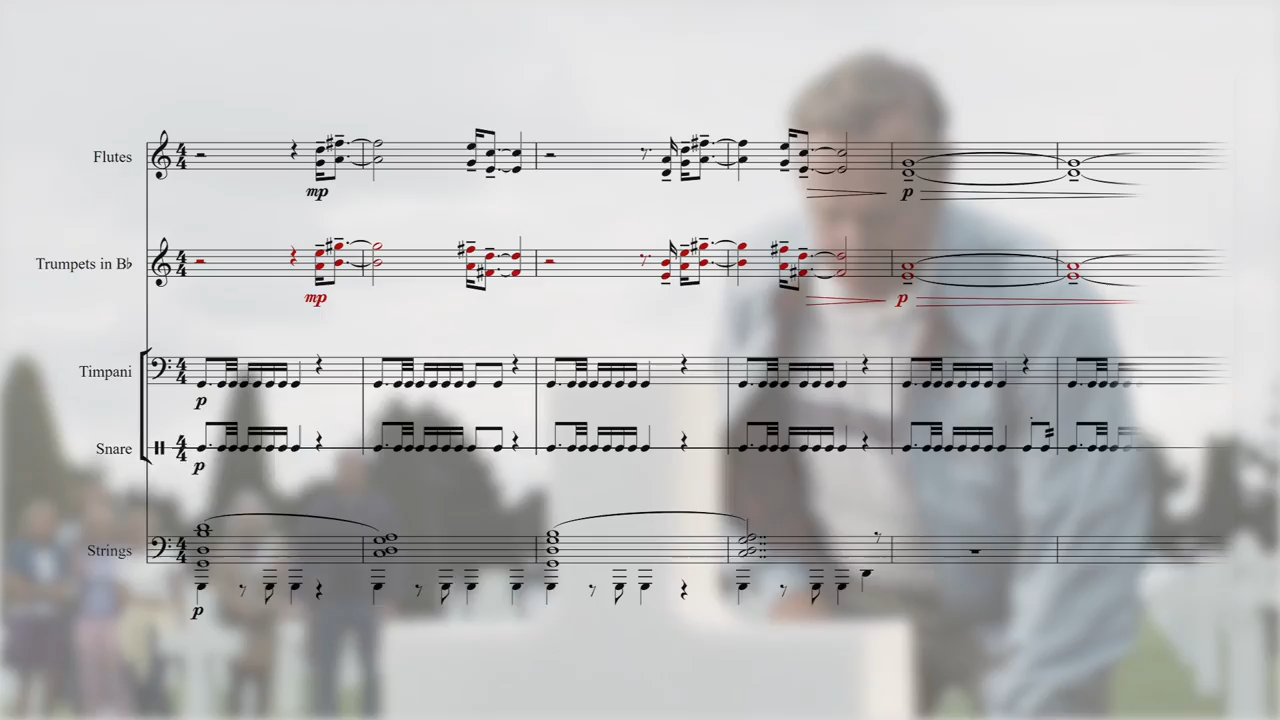 Flutes
mp
p
Trumpets in B♭
mp
p
Timpani
p
Snare
p
Strings
p